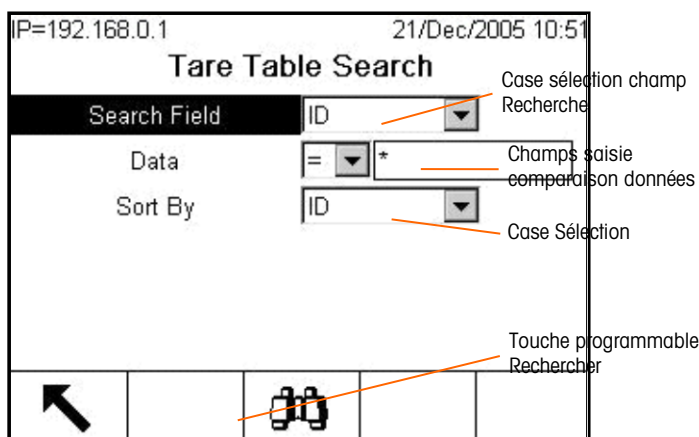 IP=192.168.0.1 21/Dec/2005 10:51
Tare Table Search
Case sélection champ
Recherche
Search Field ID
Data = *
Champs saisie
comparaison données
Sort By ID
Case Sélection
Touche programmable
Rechercher